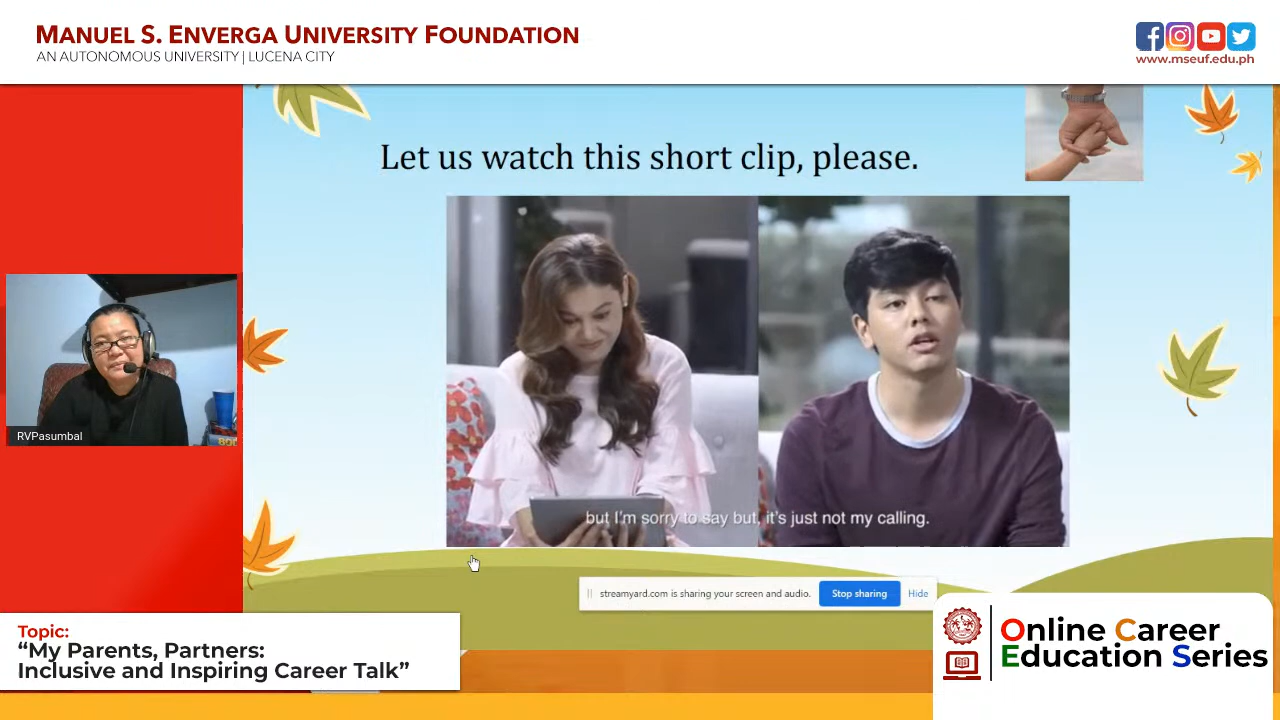 MANUEL S. ENVERGA UNIVERSITY FOUNDATION
AN AUTONOMOUS UNIVERSITY | LUCENA CITY
www.mseuf.edu.ph
Let us watch this short clip, please.
but I'm sorry to say but, it's just not my calling.
RVPasumbal
streamyard.com is sharing your screen and audio.
Stop sharing
Hide
Topic:
“My Parents, Partners:
Inclusive and Inspiring Career Talk”
Online Career
Education Series